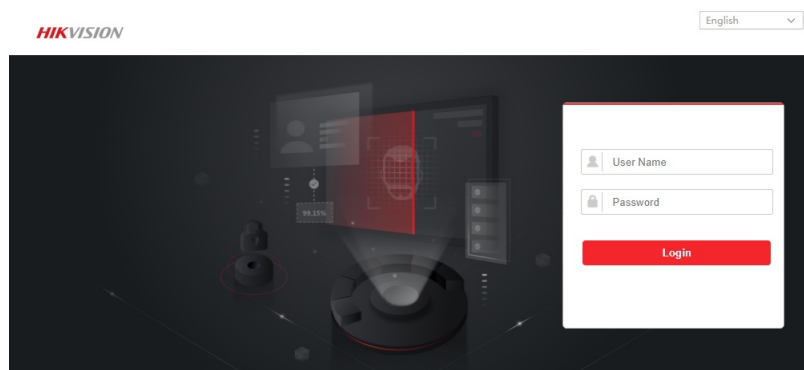 English
HIKVISION
User Name
99.15%
Password
Login